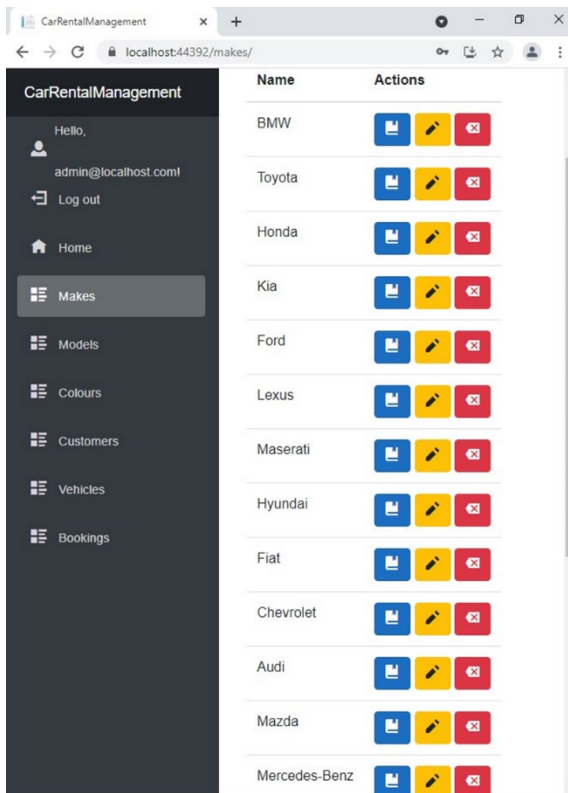 CarRentalManagement
localhost:44392/makes/
CarRentalManagement
Hello,
admin@localhost.com!
Log out
Home
Makes
Models
Colours
Customers
Vehicles
Bookings
Name Actions
BMW
Toyota
Honda
Kia
Ford
Lexus
Maserati
Hyundai
Fiat
Chevrolet
Audi
Mazda
Mercedes-Benz